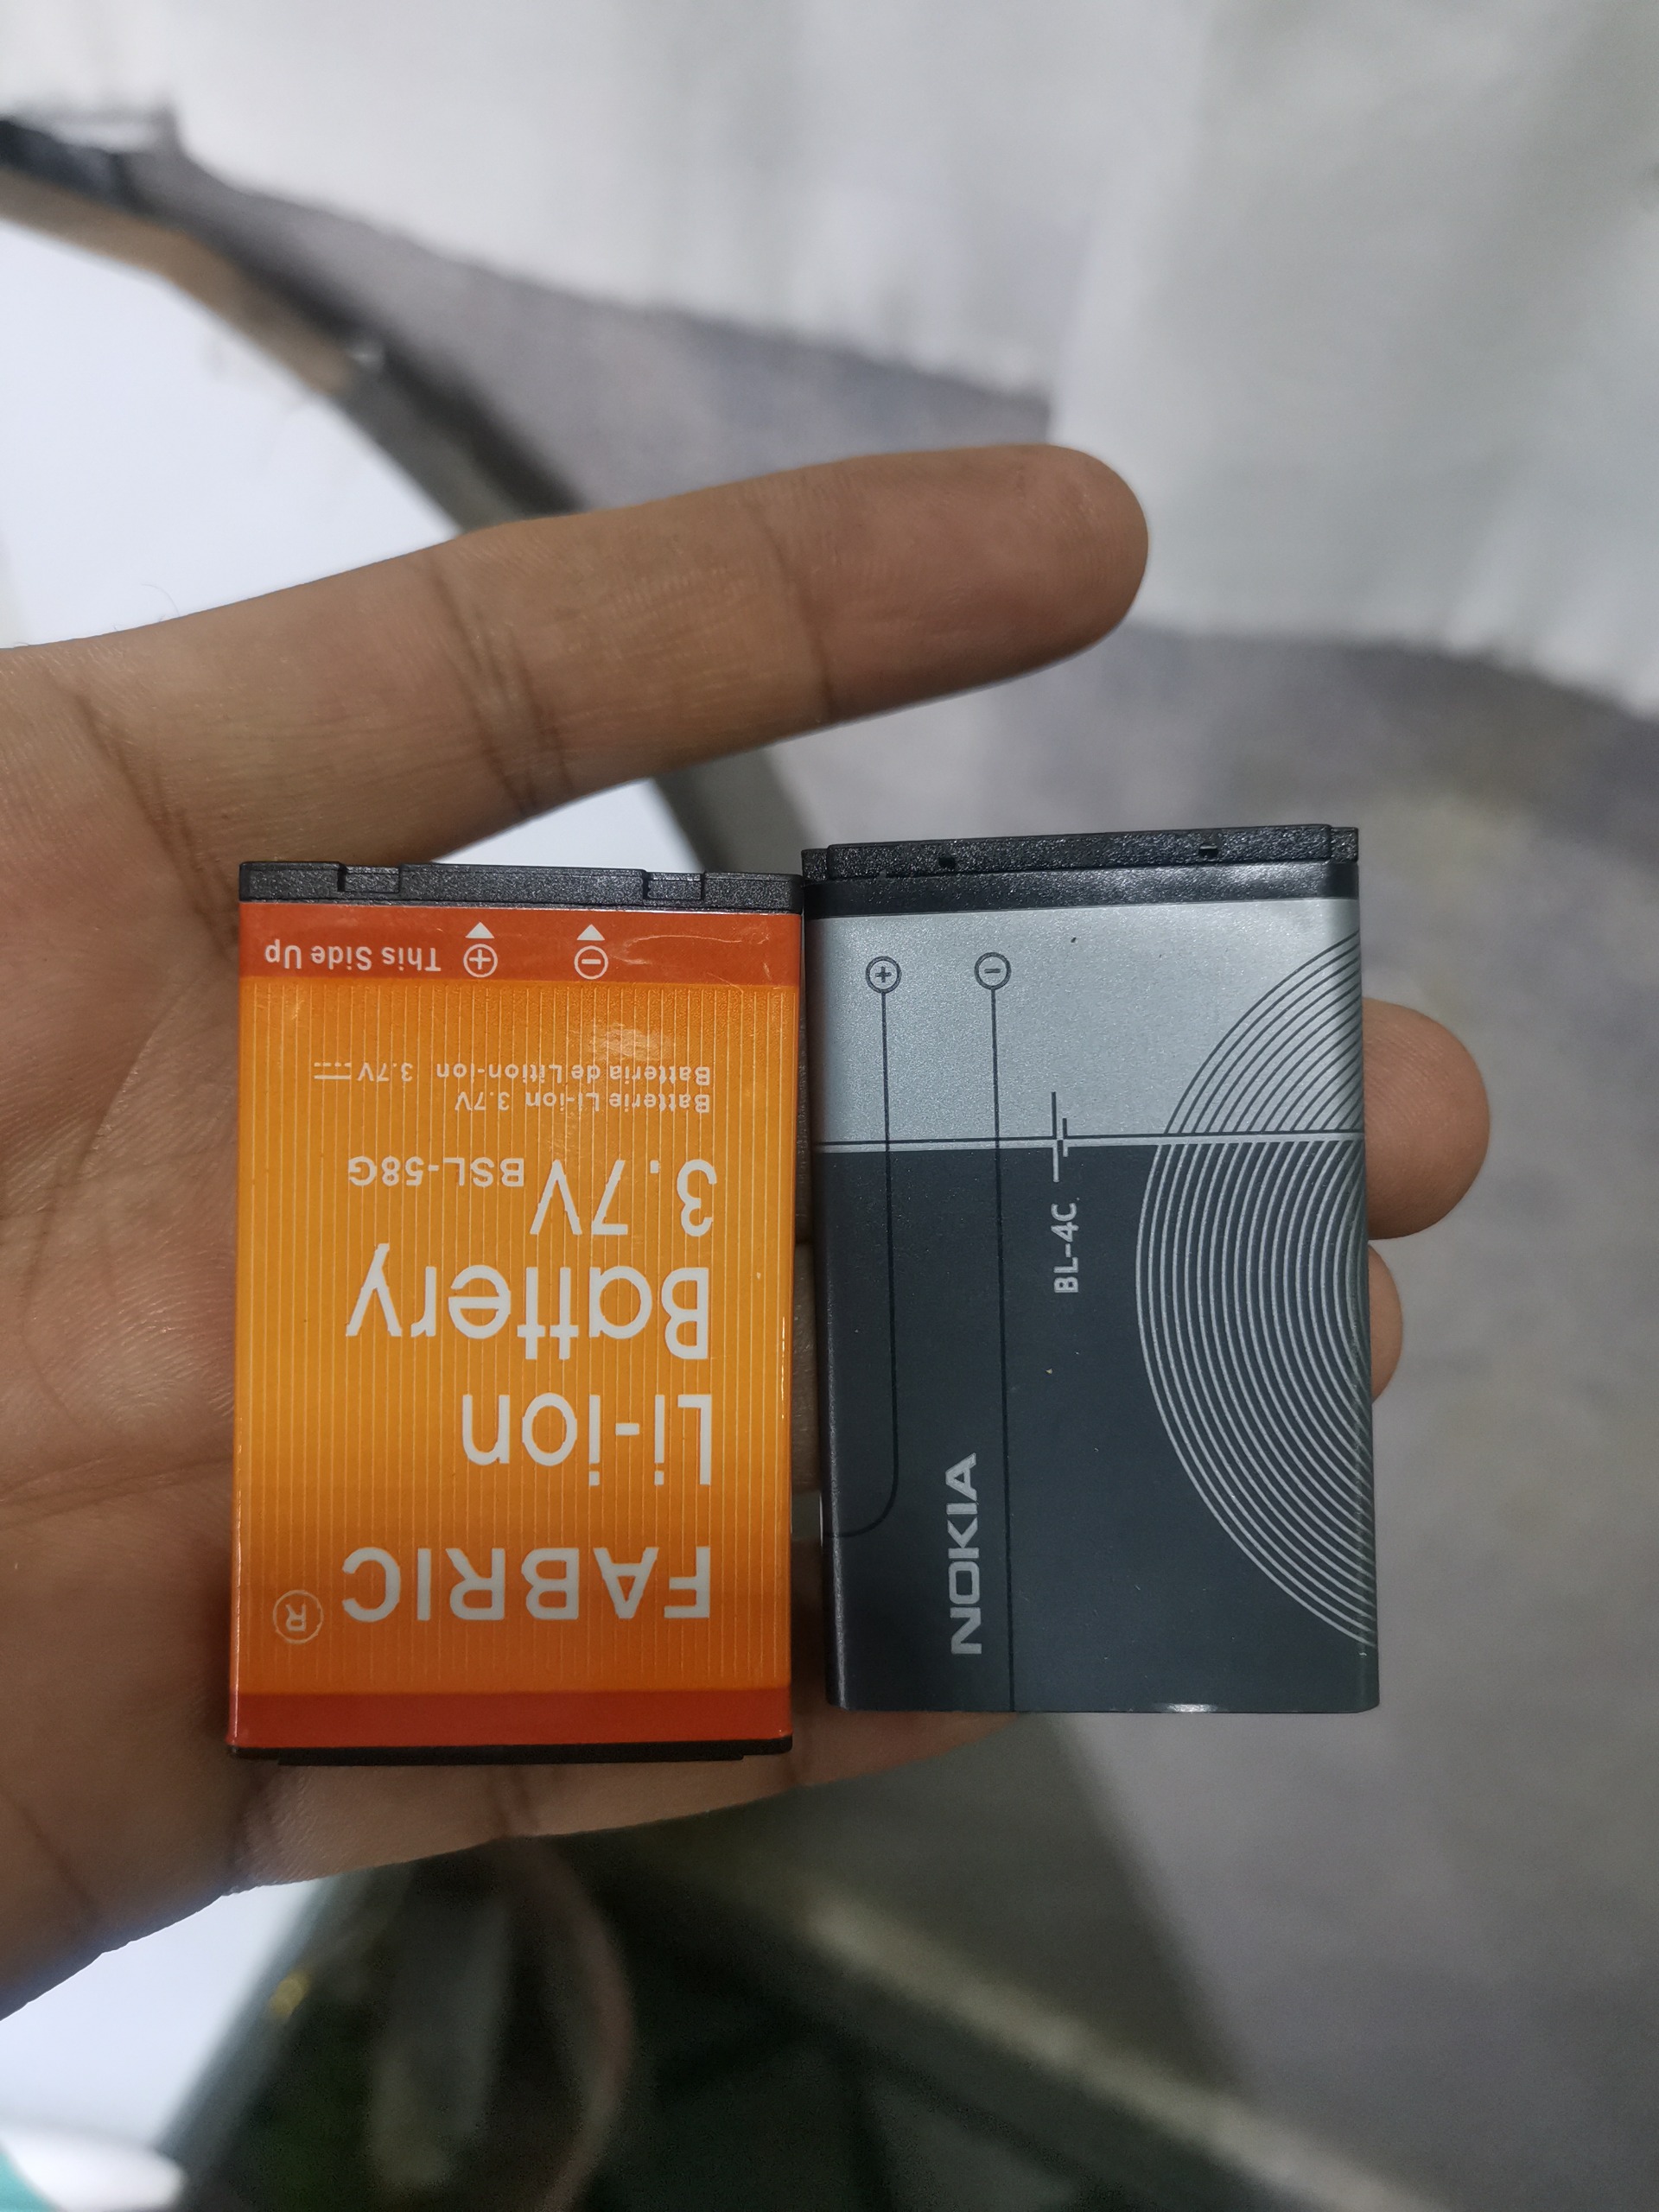 FABRIC ®
Li-ion
Battery
3.7V BSL-58G
Batterie Li-ion 3.7V
Batteria de Lition-ion 3.7V
This Side Up + -
+ -
BL-4C
NOKIA